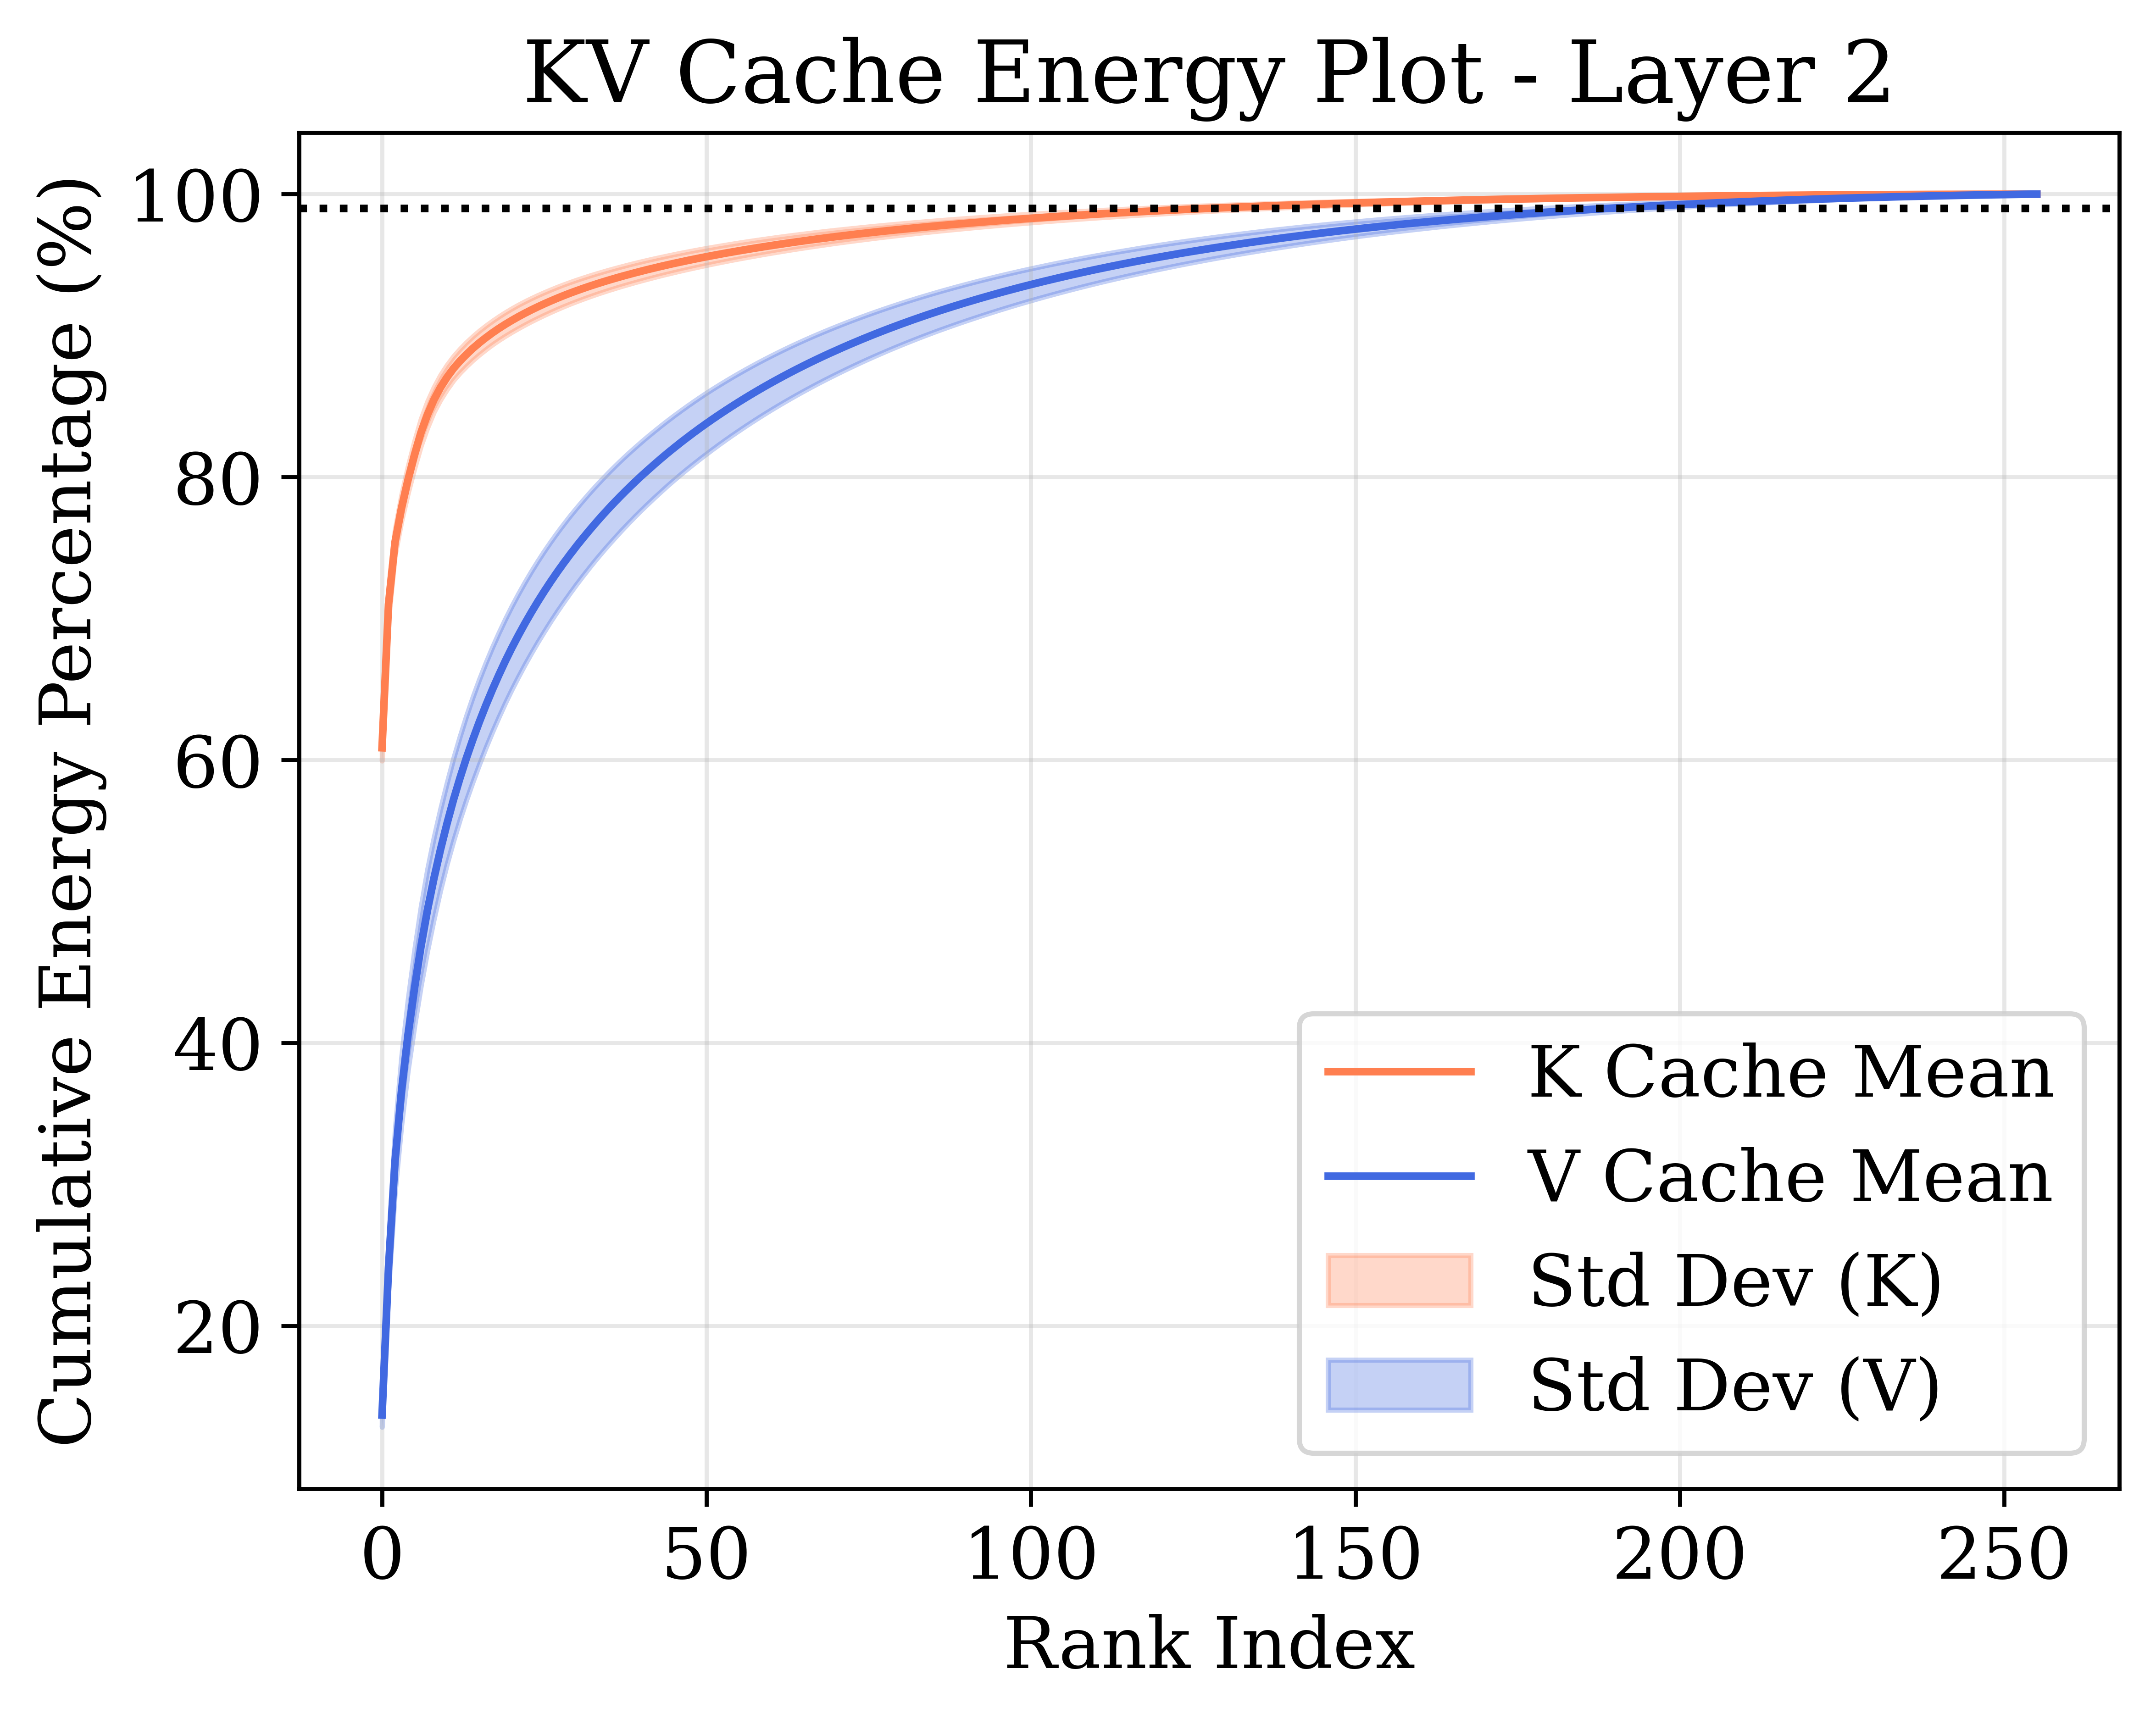 KV Cache Energy Plot - Layer 2
Cumulative Energy Percentage (%)
100
80
60
40
20
K Cache Mean
V Cache Mean
Std Dev (K)
Std Dev (V)
0 50 100 150 200 250
Rank Index